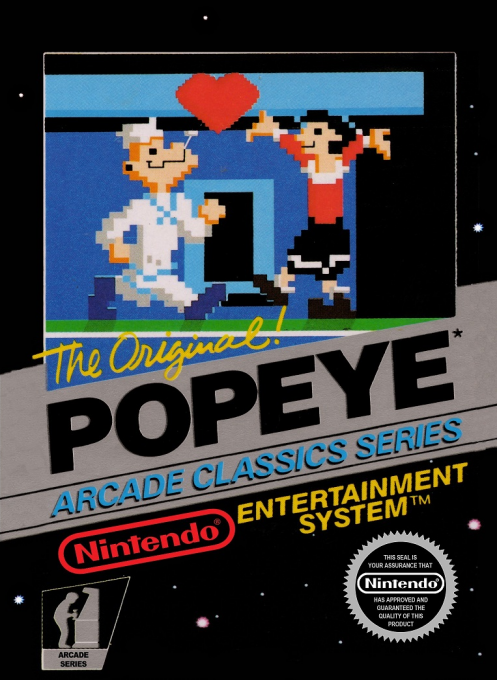 The Original!
POPEYE*
ARCADE CLASSICS SERIES
Nintendo®
ENTERTAINMENT
SYSTEM™
THIS SEAL IS
YOUR ASSURANCE THAT
Nintendo®
HAS APPROVED AND
GUARANTEED THE
QUALITY OF THIS
PRODUCT
ARCADE
SERIES